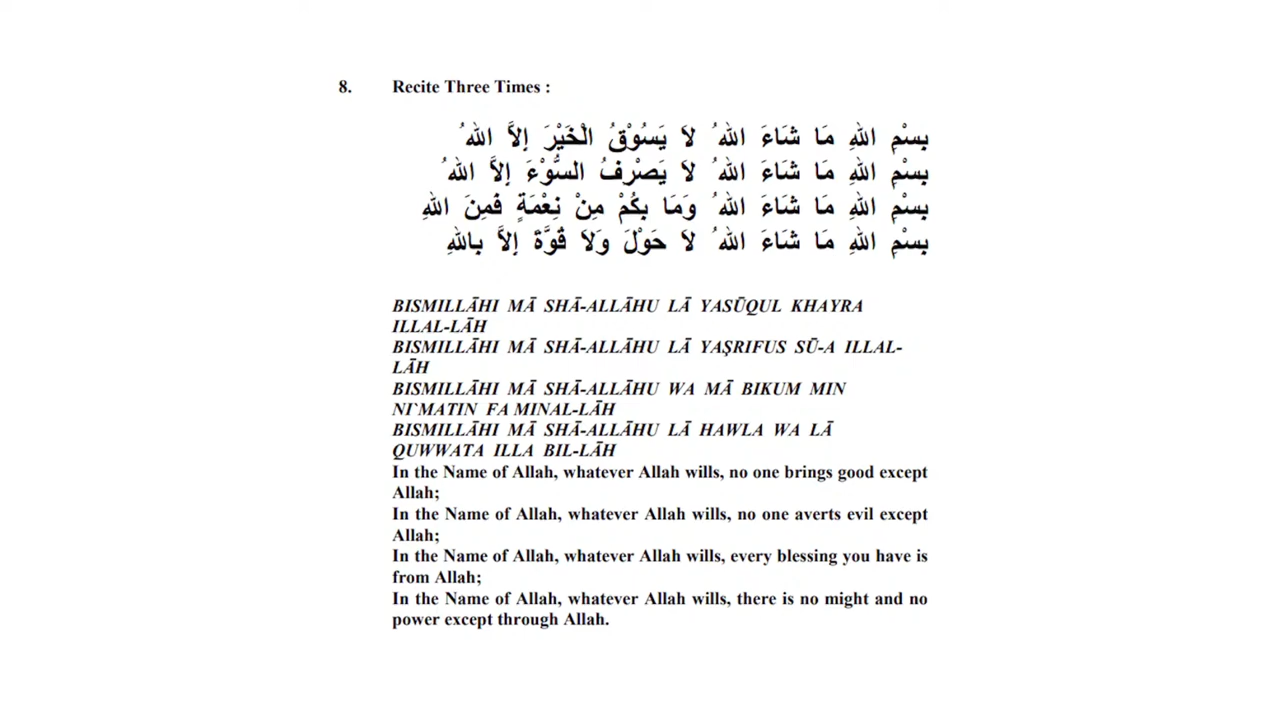 8. Recite Three Times :
بِسْمِ اللهِ مَا شَاءَ اللهُ لاَ يَسُوْقُ الْخَيْرَ إِلاَّ اللهُ
بِسْمِ اللهِ مَا شَاءَ اللهُ لاَ يَصْرِفُ السُّوْءَ إِلاَّ اللهُ
بِسْمِ اللهِ مَا شَاءَ اللهُ وَمَا بِكُمْ مِنْ نِعْمَةٍ فَمِنَ اللهِ
بِسْمِ اللهِ مَا شَاءَ اللهُ لاَ حَوْلَ وَلاَ قُوَّةَ إِلاَّ بِاللهِ
BISMILLĀHI MĀ SHĀ-ALLĀHU LĀ YASŪQUL KHAYRA
ILLAL-LĀH
BISMILLĀHI MĀ SHĀ-ALLĀHU LĀ YAŞRIFUS SŪ-A ILLAL-
LĀH
BISMILLĀHI MĀ SHĀ-ALLĀHU WA MĀ BIKUM MIN
NI`MATIN FA MINAL-LĀH
BISMILLĀHI MĀ SHĀ-ALLĀHU LĀ HAWLA WA LĀ
QUWWATA ILLA BIL-LĀH
In the Name of Allah, whatever Allah wills, no one brings good except
Allah;
In the Name of Allah, whatever Allah wills, no one averts evil except
Allah;
In the Name of Allah, whatever Allah wills, every blessing you have is
from Allah;
In the Name of Allah, whatever Allah wills, there is no might and no
power except through Allah.